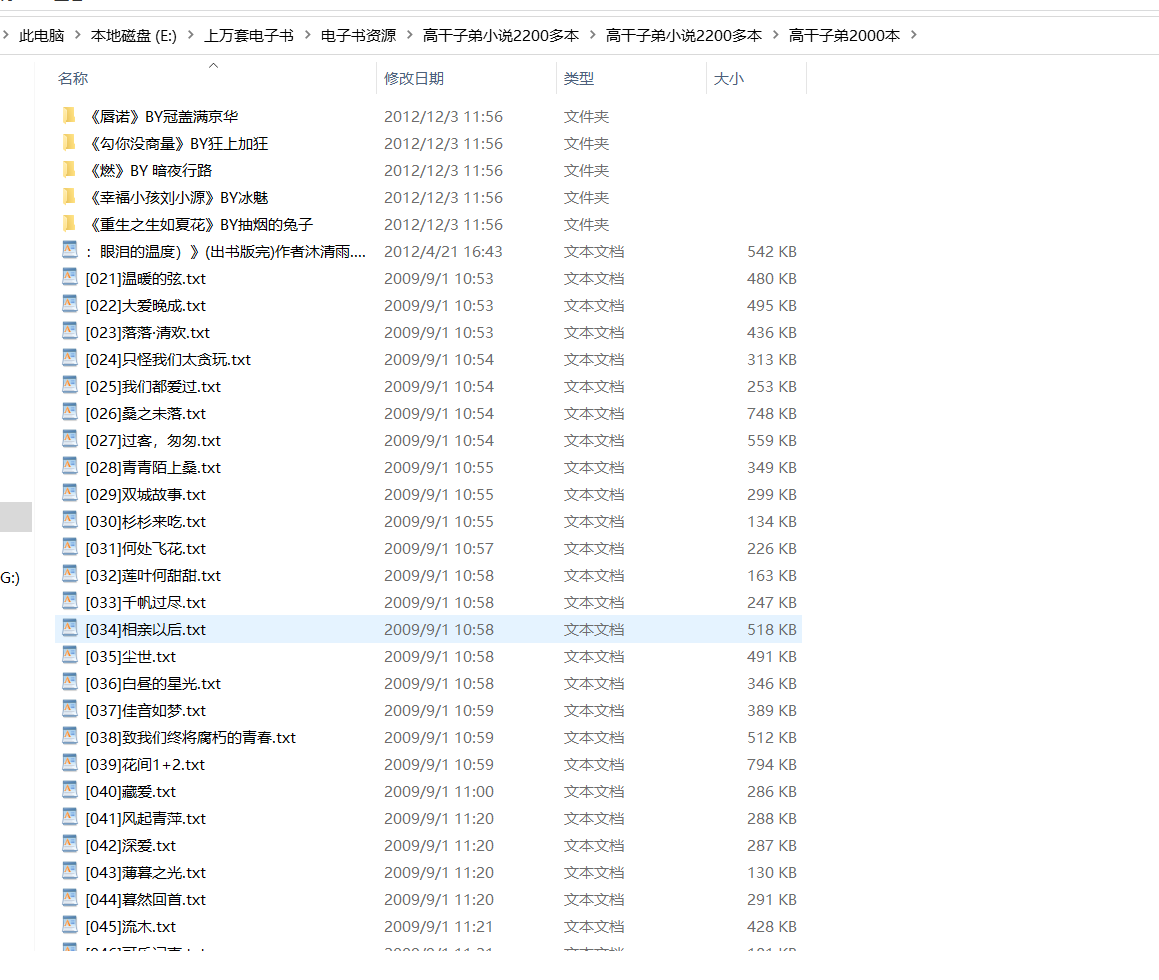 此电脑 > 本地磁盘 (E:) > 上万套电子书 > 电子书资源 > 高干子弟小说2200多本 > 高干子弟小说2200多本 > 高干子弟2000本 >
名称 修改日期 类型 大小
《唇诺》BY冠盖满京华 2012/12/3 11:56 文件夹
《勾你没商量》BY狂上加狂 2012/12/3 11:56 文件夹
《燃》BY 暗夜行路 2012/12/3 11:56 文件夹
《幸福小孩刘小源》BY冰魅 2012/12/3 11:56 文件夹
《重生之生如夏花》BY抽烟的兔子 2012/12/3 11:56 文件夹
：眼泪的温度）》(出书版完)作者沐清雨.... 2012/4/21 16:43 文本文档 542 KB
[021]温暖的弦.txt 2009/9/1 10:53 文本文档 480 KB
[022]大爱晚成.txt 2009/9/1 10:53 文本文档 495 KB
[023]落落·清欢.txt 2009/9/1 10:53 文本文档 436 KB
[024]只怪我们太贪玩.txt 2009/9/1 10:54 文本文档 313 KB
[025]我们都爱过.txt 2009/9/1 10:54 文本文档 253 KB
[026]桑之未落.txt 2009/9/1 10:54 文本文档 748 KB
[027]过客，匆匆.txt 2009/9/1 10:54 文本文档 559 KB
[028]青青陌上桑.txt 2009/9/1 10:55 文本文档 349 KB
[029]双城故事.txt 2009/9/1 10:55 文本文档 299 KB
[030]杉杉来吃.txt 2009/9/1 10:55 文本文档 134 KB
[031]何处飞花.txt 2009/9/1 10:57 文本文档 226 KB
[032]莲叶何甜甜.txt 2009/9/1 10:58 文本文档 163 KB
G:)
[033]千帆过尽.txt 2009/9/1 10:58 文本文档 247 KB
[034]相亲以后.txt 2009/9/1 10:58 文本文档 518 KB
[035]尘世.txt 2009/9/1 10:58 文本文档 491 KB
[036]白昼的星光.txt 2009/9/1 10:58 文本文档 346 KB
[037]佳音如梦.txt 2009/9/1 10:59 文本文档 389 KB
[038]致我们终将腐朽的青春.txt 2009/9/1 10:59 文本文档 512 KB
[039]花间1+2.txt 2009/9/1 10:59 文本文档 794 KB
[040]藏爱.txt 2009/9/1 11:00 文本文档 286 KB
[041]风起青萍.txt 2009/9/1 11:20 文本文档 288 KB
[042]深爱.txt 2009/9/1 11:20 文本文档 287 KB
[043]薄暮之光.txt 2009/9/1 11:20 文本文档 130 KB
[044]暮然回首.txt 2009/9/1 11:20 文本文档 291 KB
[045]流木.txt 2009/9/1 11:21 文本文档 428 KB